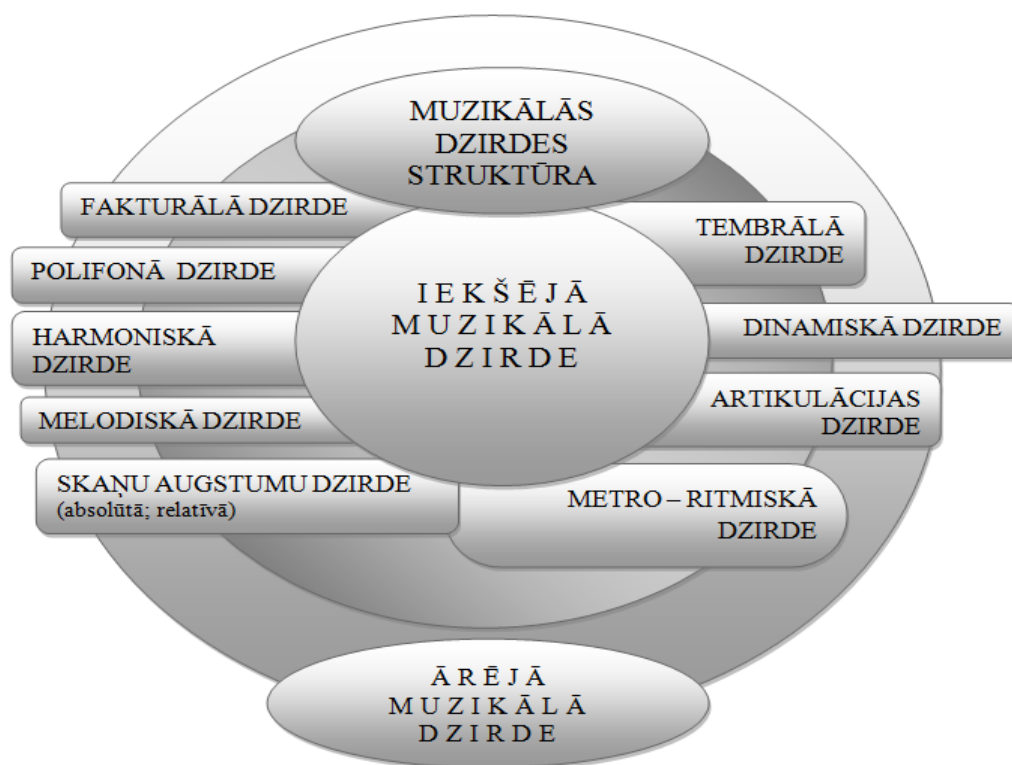 MUZIKĀLĀS
DZIRDES
STRUKTŪRA
FAKTURĀLĀ DZIRDE
POLIFONĀ DZIRDE
HARMONISKĀ
DZIRDE
MELODISKĀ DZIRDE
SKAŅU AUGSTUMU DZIRDE
(absolūtā; relatīvā)
I E K Š Ē J Ā
M U Z I K Ā L Ā
D Z I R D E
TEMBRĀLĀ
DZIRDE
DINAMISKĀ DZIRDE
ARTIKULĀCIJAS
DZIRDE
METRO – RITMISKĀ
DZIRDE
Ā R Ē J Ā
M U Z I K Ā L Ā
D Z I R D E